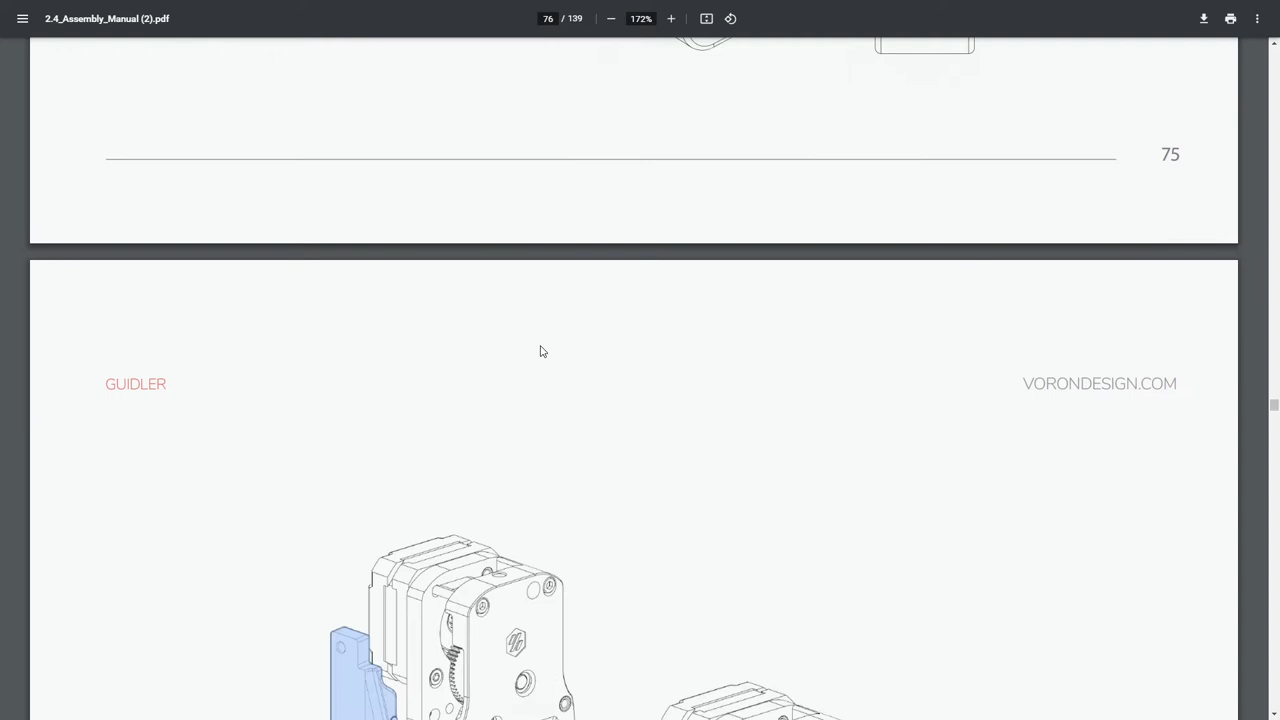 2.4_Assembly_Manual (2).pdf
76 / 139
172%
75
GUIDLER
VORONDESIGN.COM